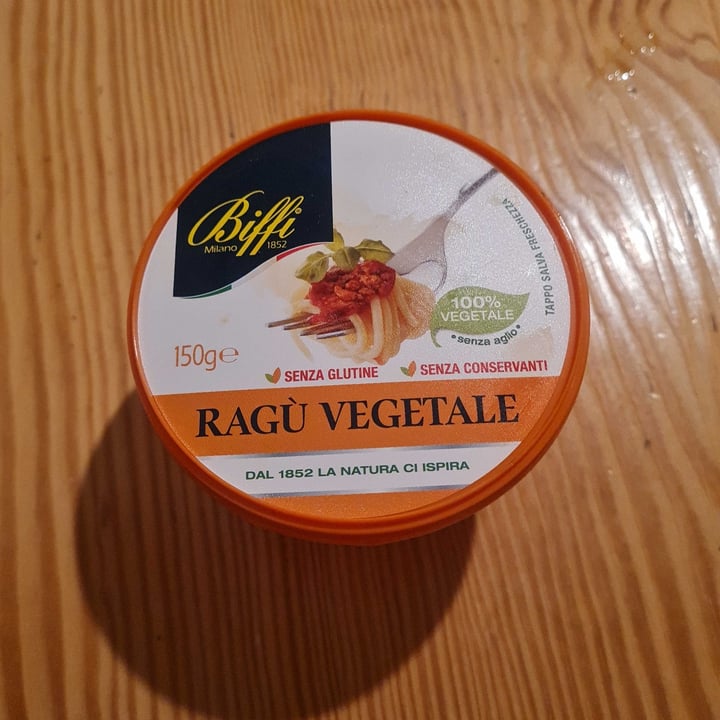 Biffi
Milano 1852
TAPPO SALVA FRESCHEZZA
100%
VEGETALE
•senza aglio•
150g℮
SENZA GLUTINE
SENZA CONSERVANTI
RAGÙ VEGETALE
DAL 1852 LA NATURA CI ISPIRA